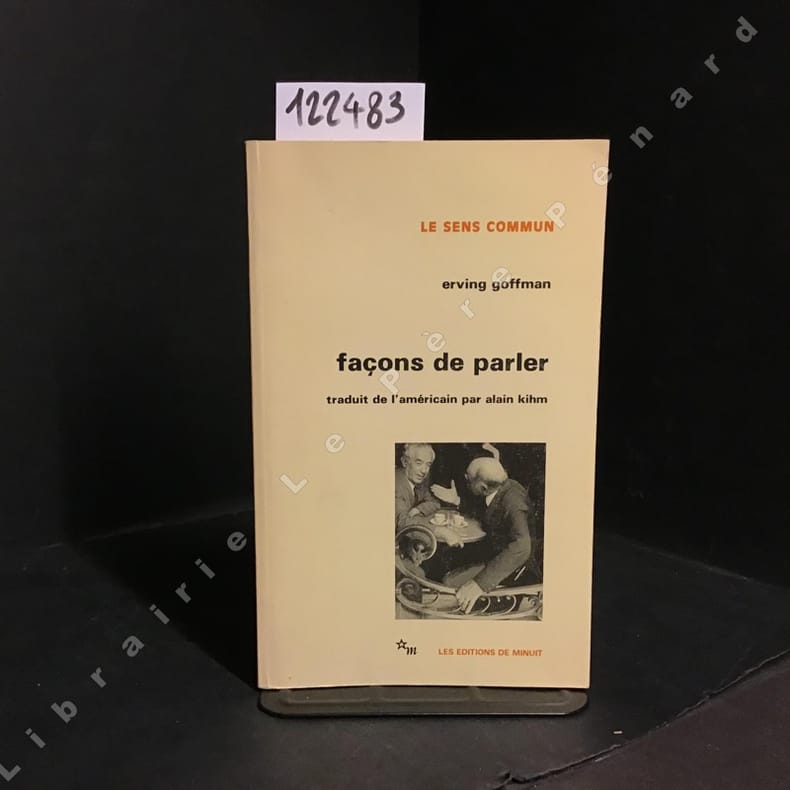 122483
LE SENS COMMUN
erving goffman
façons de parler
traduit de l'américain par alain kihm
m
LES EDITIONS DE MINUIT
Librairie Le Père Pénard